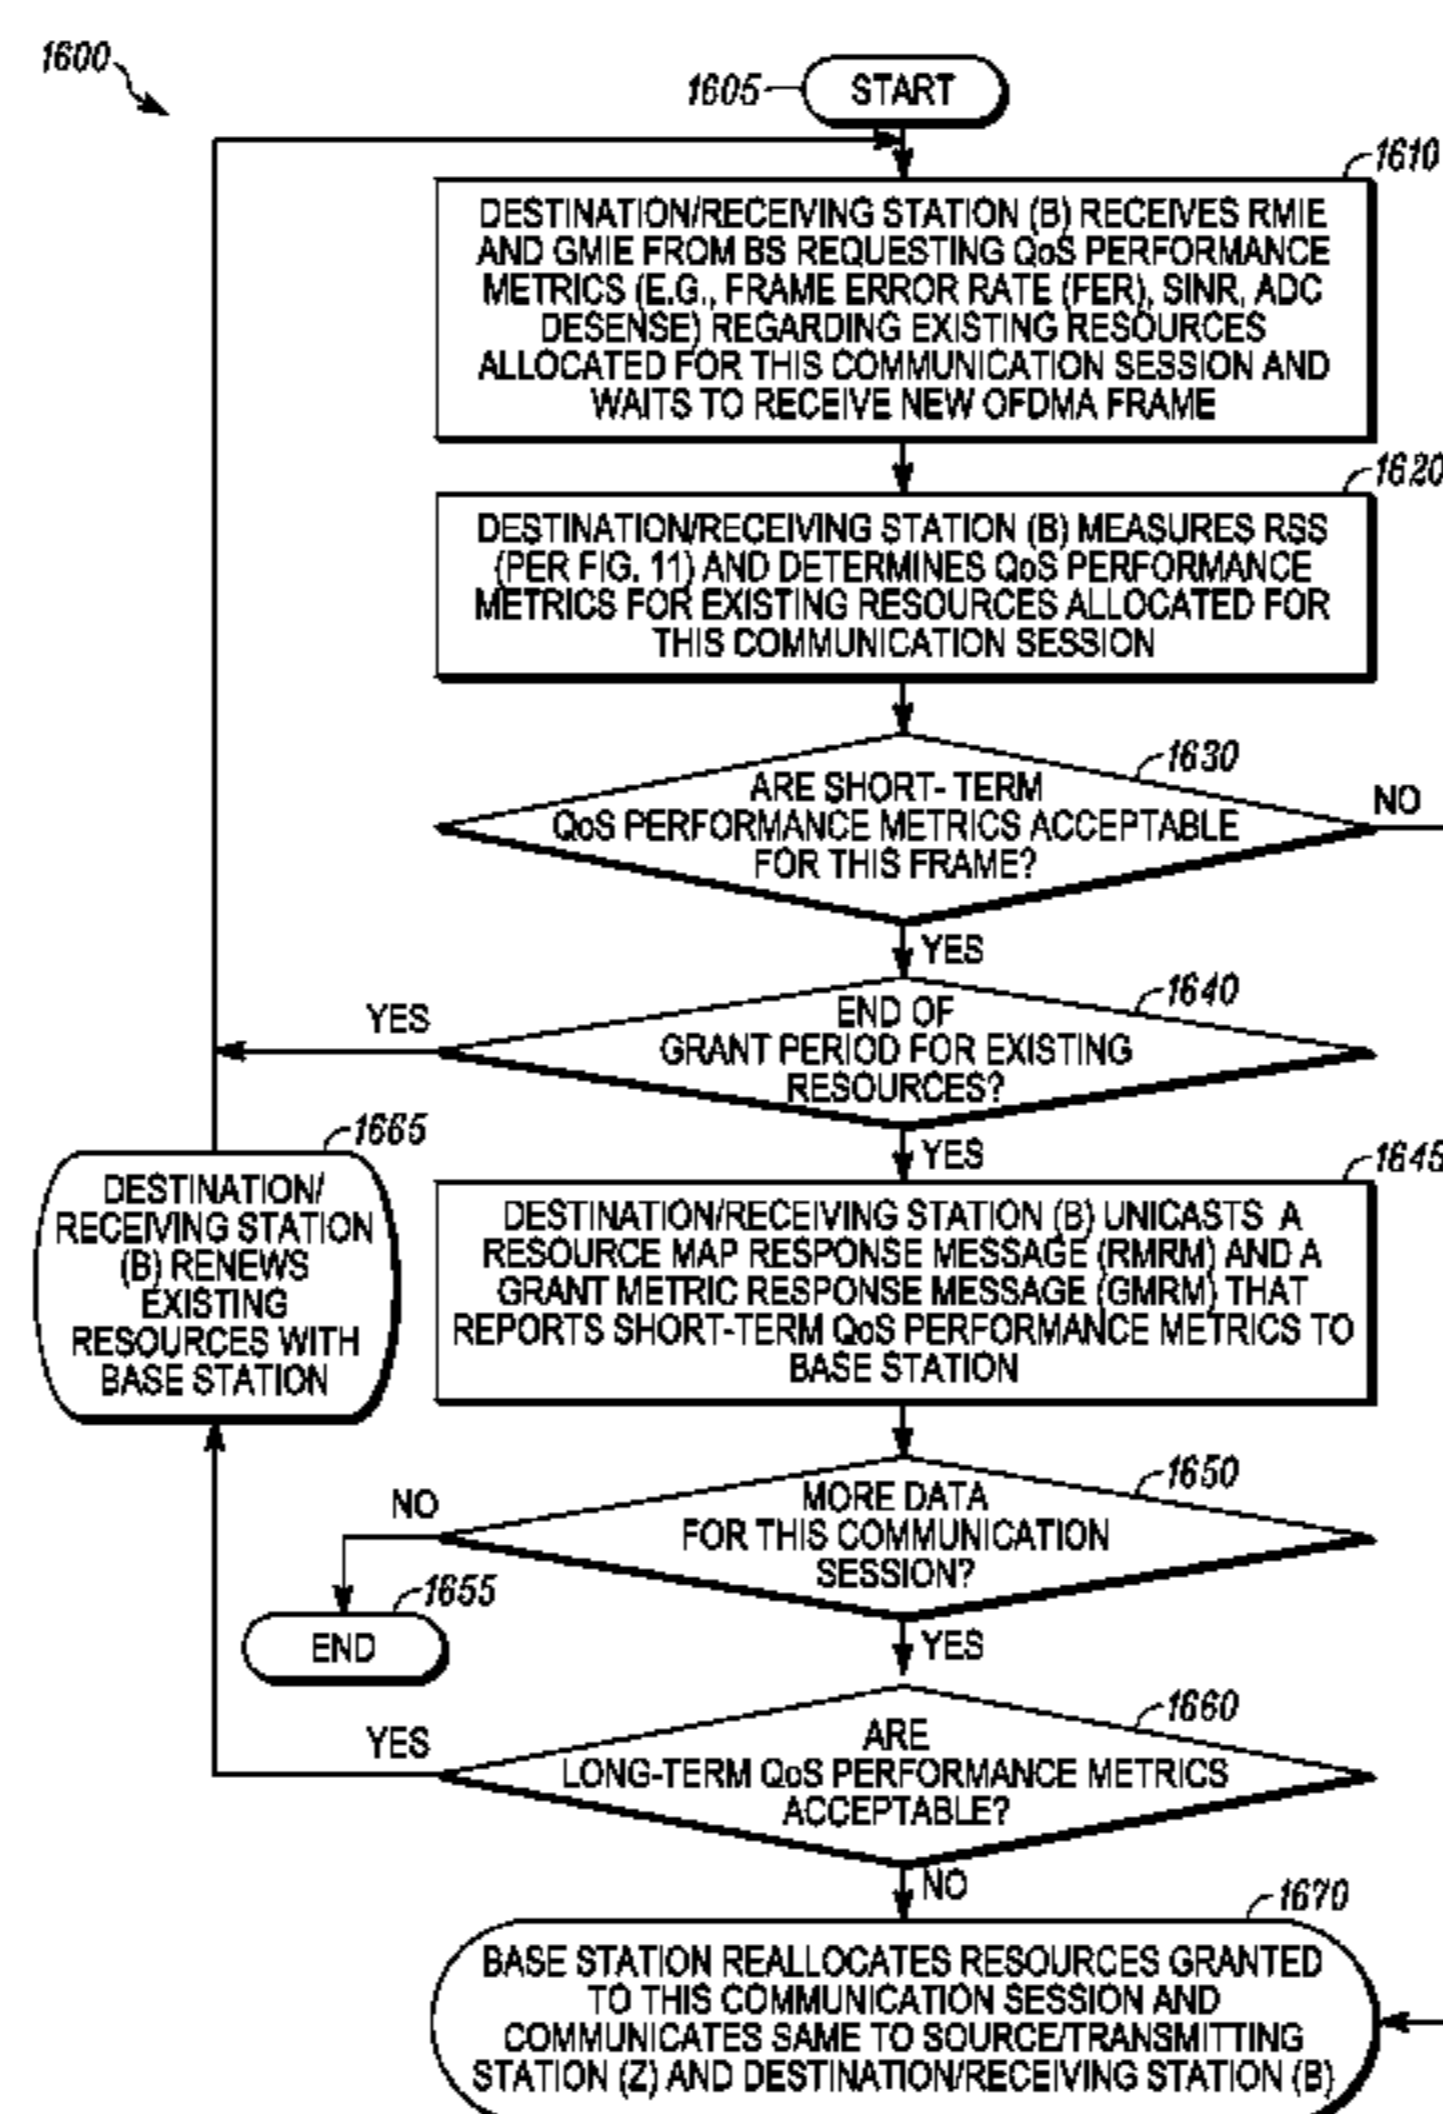 1600
1605
START
1610
DESTINATION/RECEIVING STATION (B) RECEIVES RMIE
AND GMIE FROM BS REQUESTING QoS PERFORMANCE
METRICS (E.G., FRAME ERROR RATE (FER), SINR, ADC
DESENSE) REGARDING EXISTING RESOURCES
ALLOCATED FOR THIS COMMUNICATION SESSION AND
WAITS TO RECEIVE NEW OFDMA FRAME
1620
DESTINATION/RECEIVING STATION (B) MEASURES RSS
(PER FIG. 11) AND DETERMINES QoS PERFORMANCE
METRICS FOR EXISTING RESOURCES ALLOCATED FOR
THIS COMMUNICATION SESSION
1630
ARE SHORT- TERM
QoS PERFORMANCE METRICS ACCEPTABLE
FOR THIS FRAME?
NO
YES
1640
END OF
GRANT PERIOD FOR EXISTING
RESOURCES?
YES
YES
1665
DESTINATION/
RECEIVING STATION
(B) RENEWS
EXISTING
RESOURCES WITH
BASE STATION
1645
DESTINATION/RECEIVING STATION (B) UNICASTS A
RESOURCE MAP RESPONSE MESSAGE (RMRM) AND A
GRANT METRIC RESPONSE MESSAGE (GMRM) THAT
REPORTS SHORT-TERM QoS PERFORMANCE METRICS TO
BASE STATION
1650
MORE DATA
FOR THIS COMMUNICATION
SESSION?
NO
1655
END
YES
1660
ARE
LONG-TERM QoS PERFORMANCE METRICS
ACCEPTABLE?
YES
NO
1670
BASE STATION REALLOCATES RESOURCES GRANTED
TO THIS COMMUNICATION SESSION AND
COMMUNICATES SAME TO SOURCE/TRANSMITTING
STATION (Z) AND DESTINATION/RECEIVING STATION (B)